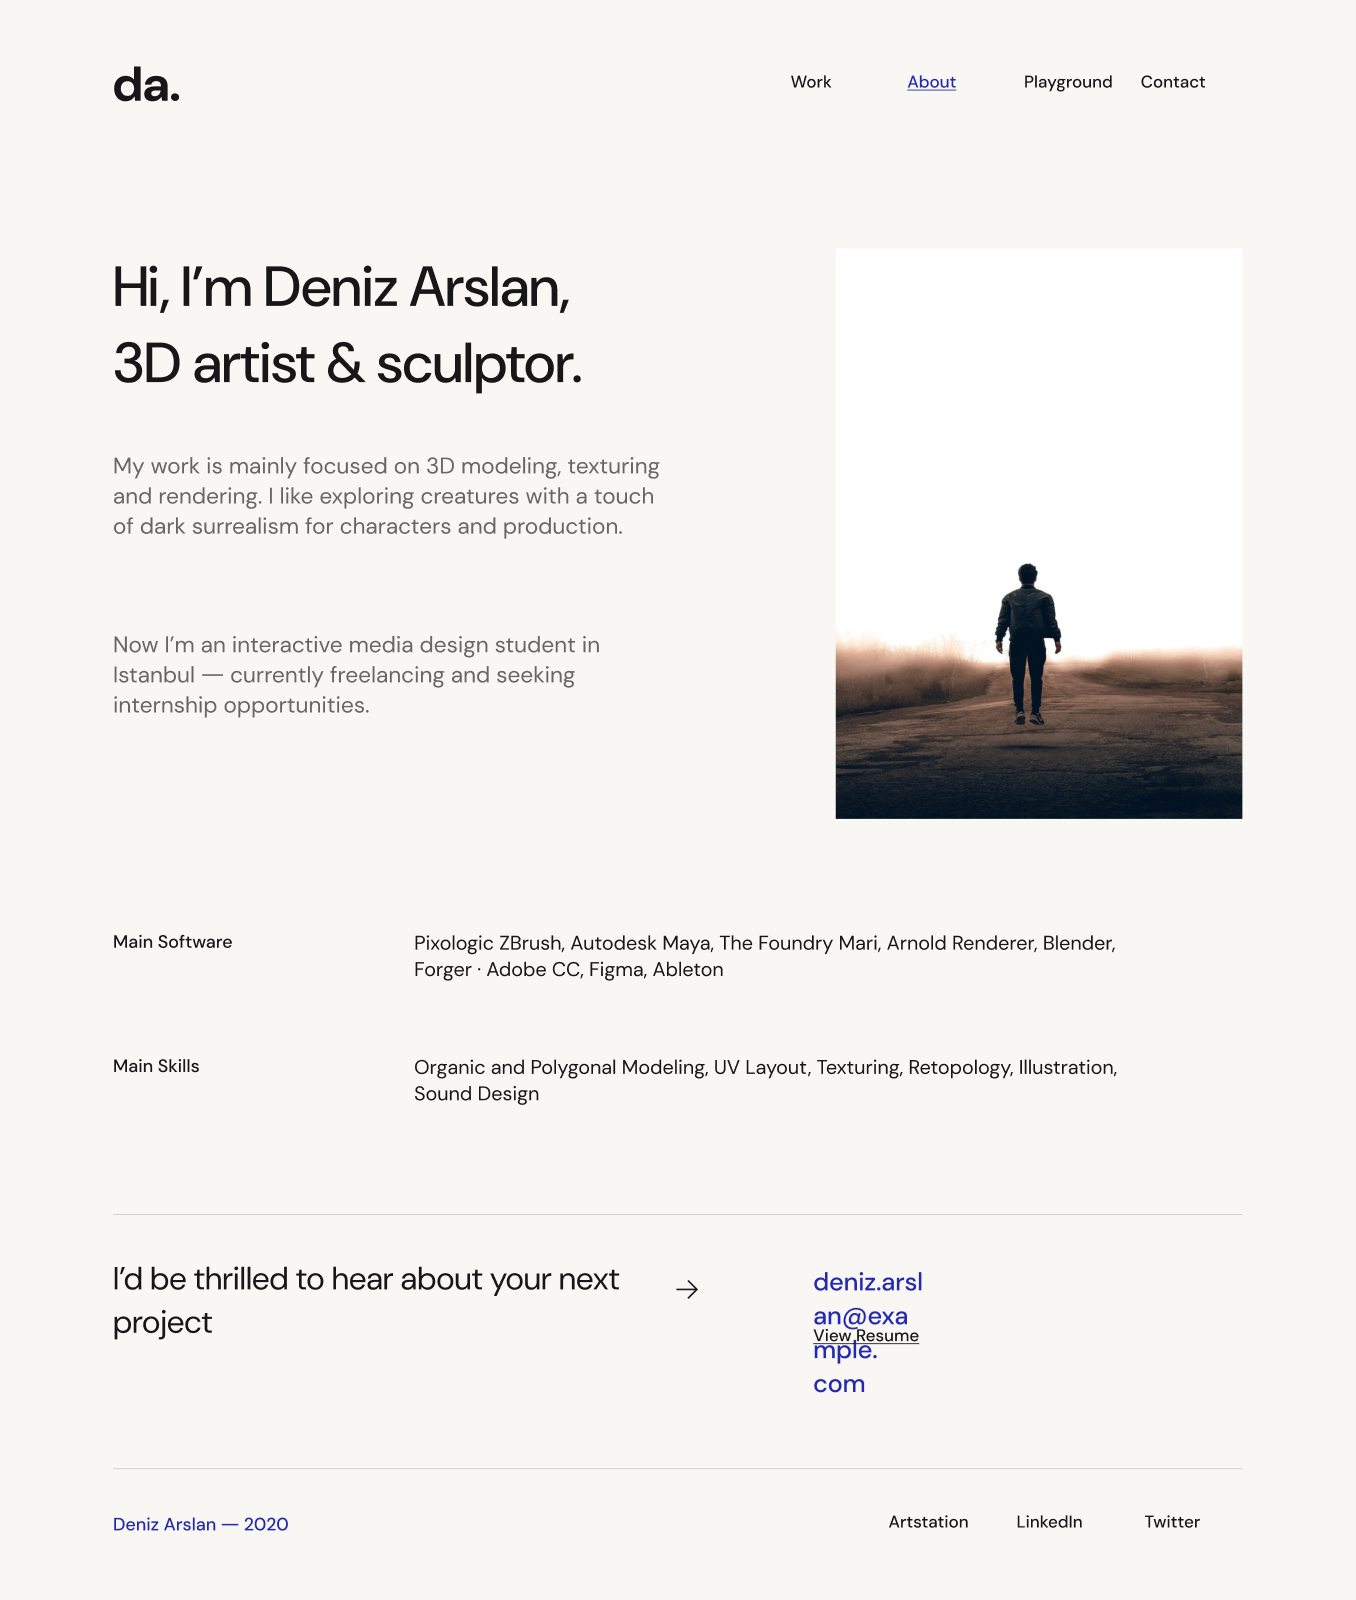 da.
Work About Playground Contact
Hi, I’m Deniz Arslan,
3D artist & sculptor.
My work is mainly focused on 3D modeling, texturing
and rendering. I like exploring creatures with a touch
of dark surrealism for characters and production.
Now I’m an interactive media design student in
Istanbul — currently freelancing and seeking
internship opportunities.
Main Software
Pixologic ZBrush, Autodesk Maya, The Foundry Mari, Arnold Renderer, Blender,
Forger · Adobe CC, Figma, Ableton
Main Skills
Organic and Polygonal Modeling, UV Layout, Texturing, Retopology, Illustration,
Sound Design
I’d be thrilled to hear about your next
project
→
deniz.arsl
an@exa
mple.
com
View Resume
Deniz Arslan — 2020
Artstation LinkedIn Twitter